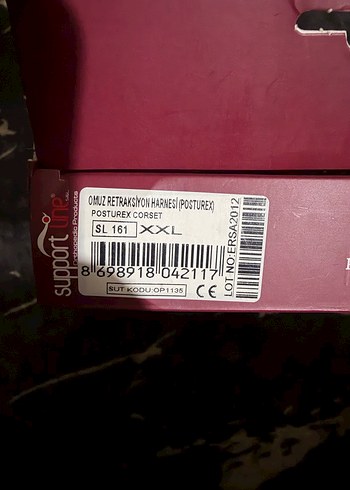 support line
Orthopedic Products
OMUZ RETRAKSİYON HARNESİ (POSTUREX)
POSTUREX CORSET
SL 161 XXL
8 698918 042117
SUT KODU:OP1135 CE
LOT NO:ERSA2012